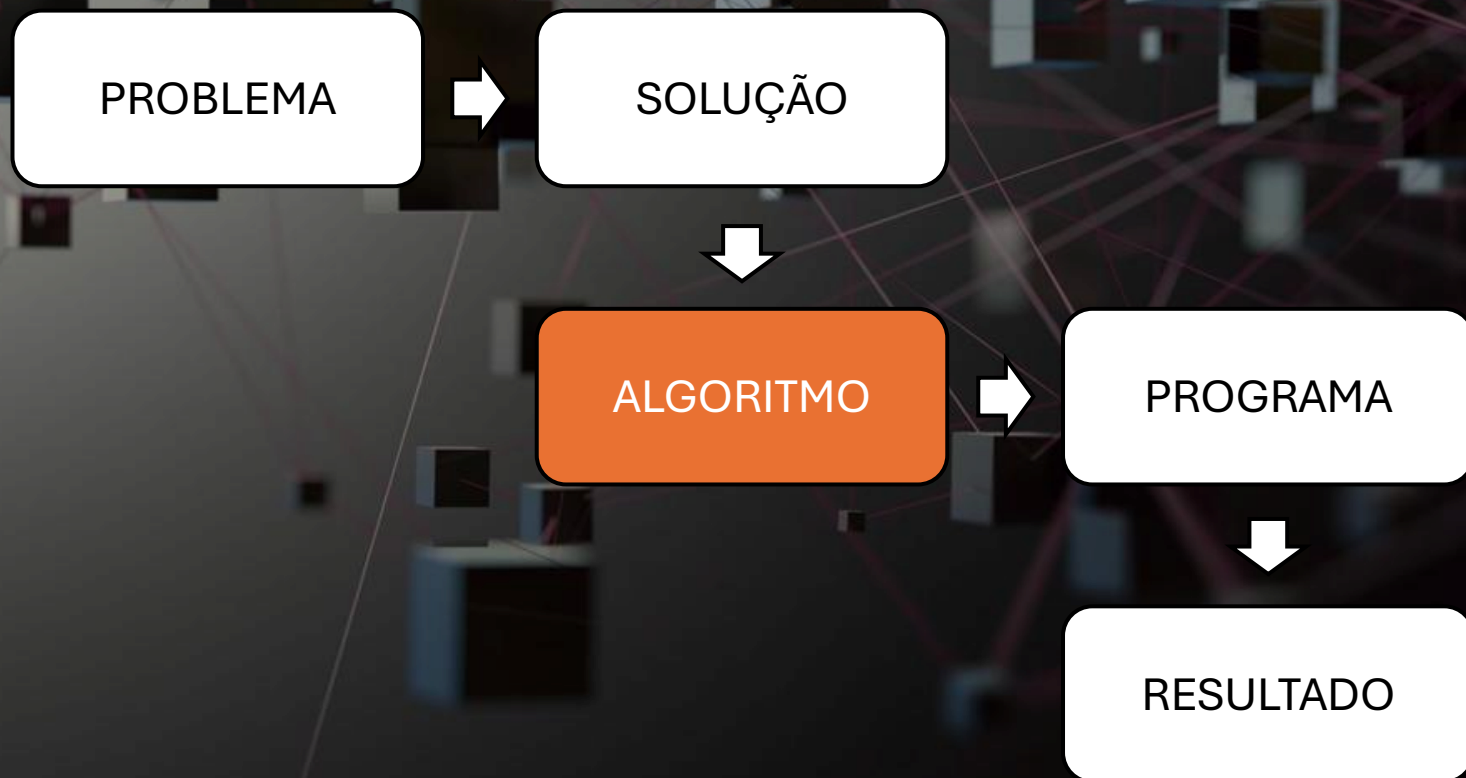 PROBLEMA
SOLUÇÃO
ALGORITMO
PROGRAMA
RESULTADO